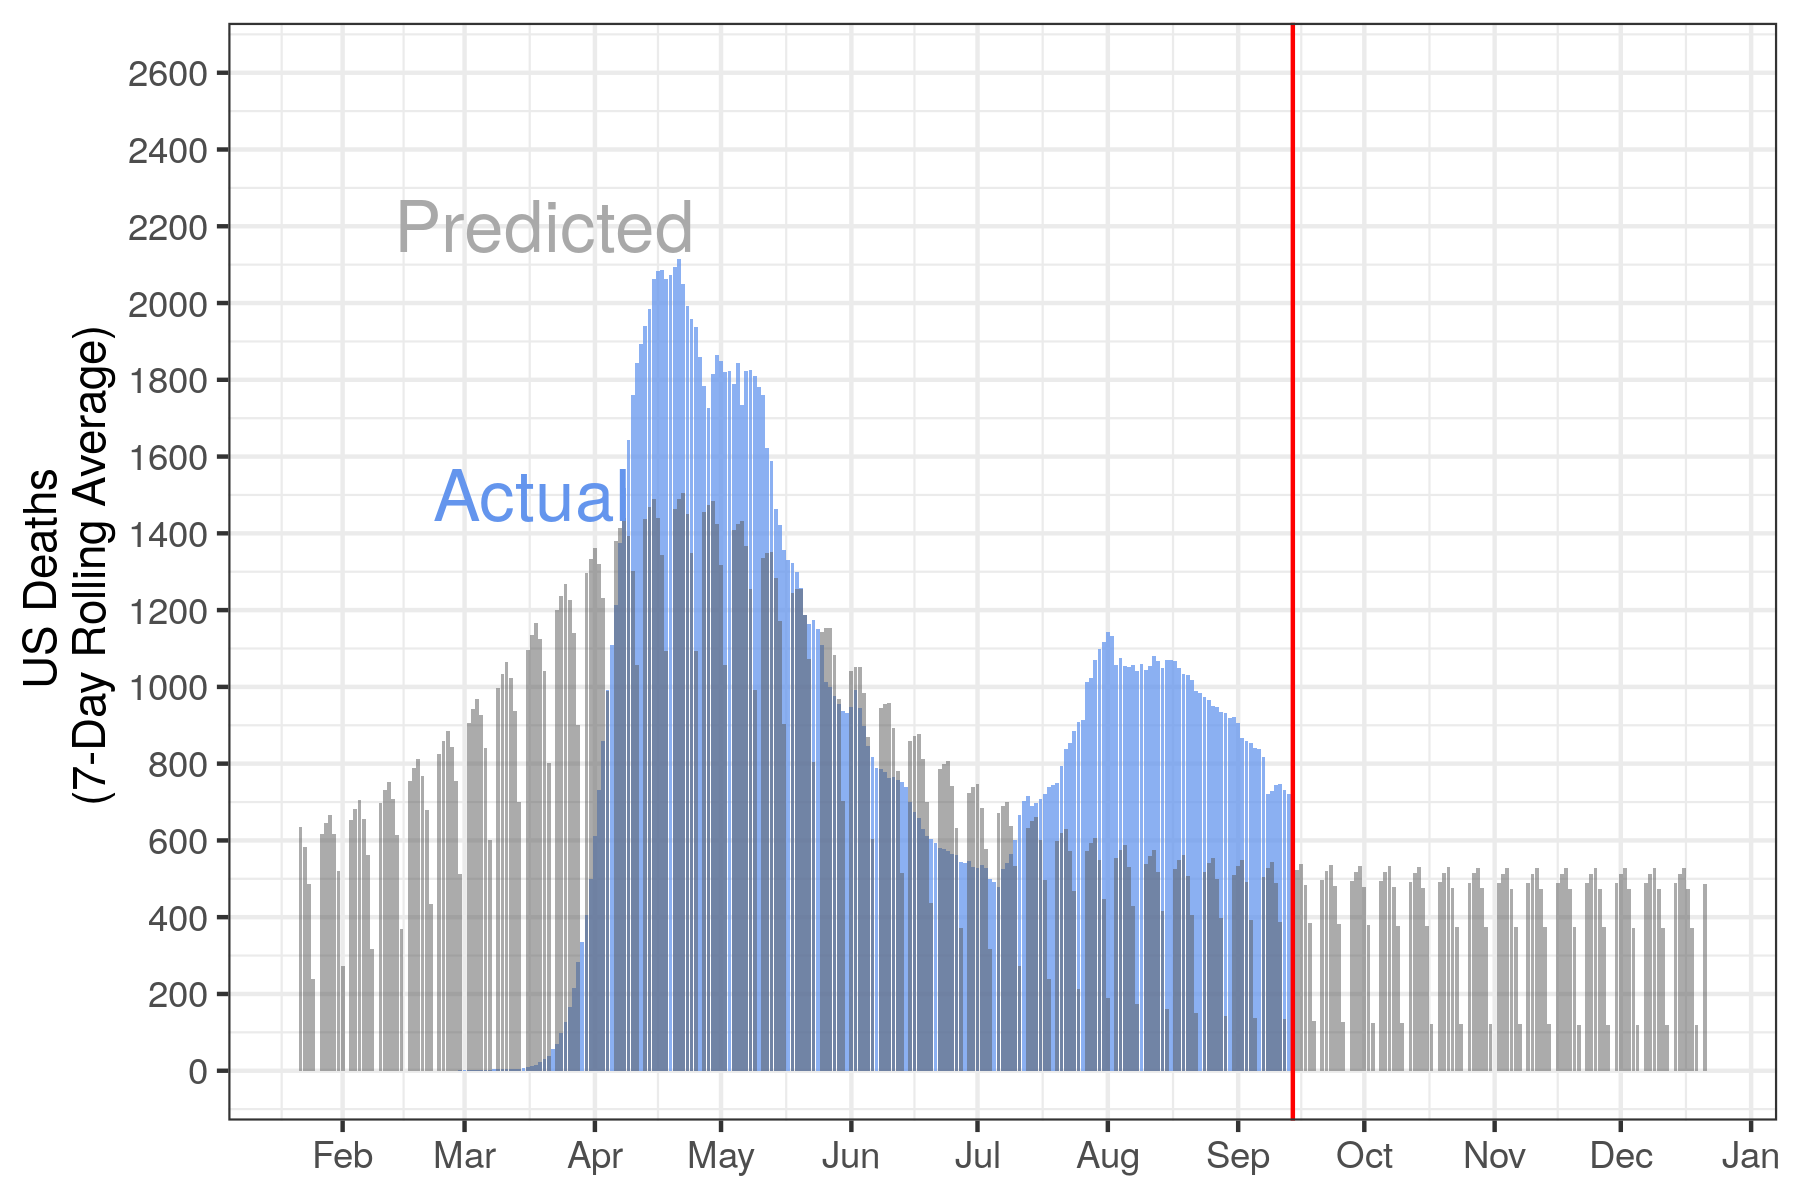 US Deaths
(7-Day Rolling Average)
2600
2400
2200
2000
1800
1600
1400
1200
1000
800
600
400
200
0
Predicted
Actual
Feb Mar Apr May Jun Jul Aug Sep Oct Nov Dec Jan